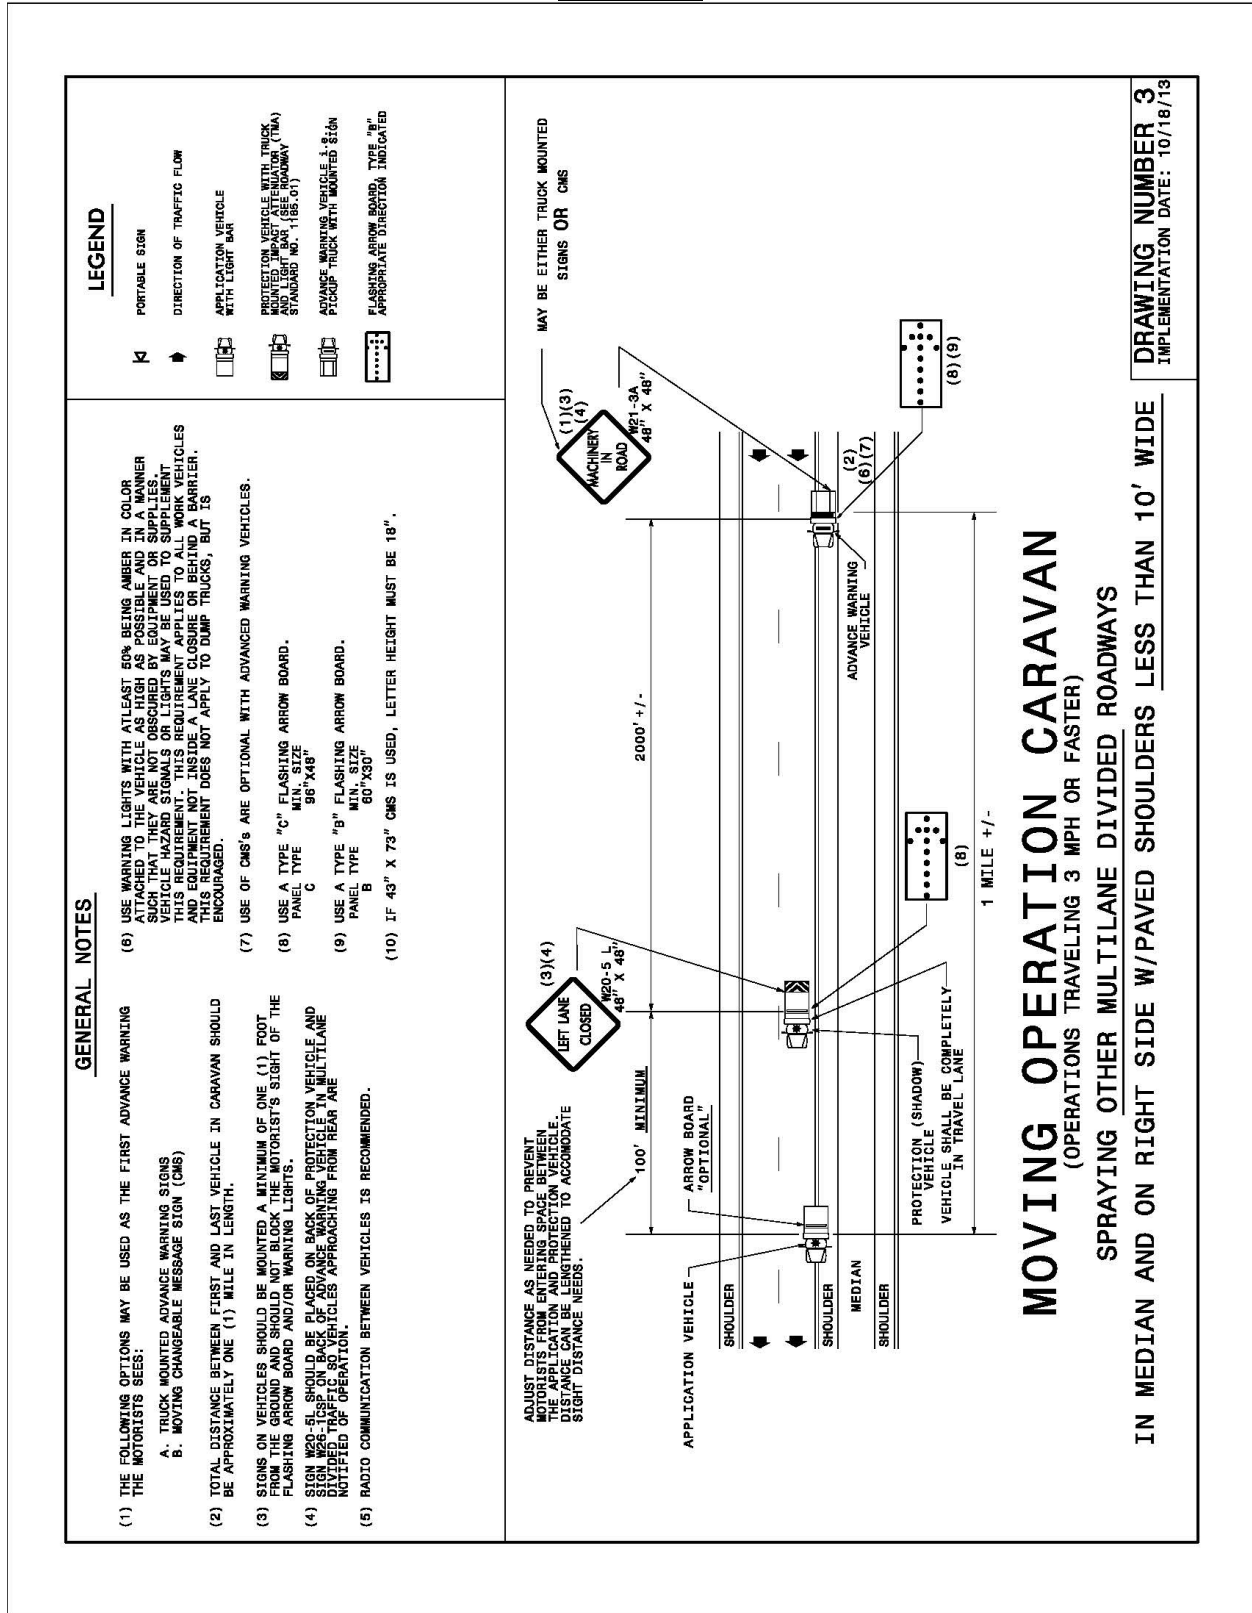 GENERAL NOTES
(1) THE FOLLOWING OPTIONS MAY BE USED AS THE FIRST ADVANCE WARNING
THE MOTORISTS SEES:
A. TRUCK MOUNTED ADVANCE WARNING SIGNS
B. MOVING CHANGEABLE MESSAGE SIGN (CMS)
(2) TOTAL DISTANCE BETWEEN FIRST AND LAST VEHICLE IN CARAVAN SHOULD
BE APPROXIMATELY ONE (1) MILE IN LENGTH.
(3) SIGNS ON VEHICLES SHOULD BE MOUNTED A MINIMUM OF ONE (1) FOOT
FROM THE GROUND AND SHOULD NOT BLOCK THE MOTORIST'S SIGHT OF THE
FLASHING ARROW BOARD AND/OR WARNING LIGHTS.
(4) SIGN W20-5L SHOULD BE PLACED ON BACK OF PROTECTION VEHICLE AND
SIGN W26-1CSP ON BACK OF ADVANCE WARNING VEHICLE IN MULTILANE
DIVIDED TRAFFIC SO VEHICLES APPROACHING FROM REAR ARE
NOTIFIED OF OPERATION.
(5) RADIO COMMUNICATION BETWEEN VEHICLES IS RECOMMENDED.
(6) USE WARNING LIGHTS WITH ATLEAST 50% BEING AMBER IN COLOR
ATTACHED TO THE VEHICLE AS HIGH AS POSSIBLE AND IN A MANNER
SUCH THAT THEY ARE NOT OBSCURED BY EQUIPMENT OR SUPPLIES.
VEHICLE HAZARD SIGNALS OR LIGHTS MAY BE USED TO SUPPLEMENT
THIS REQUIREMENT. THIS REQUIREMENT APPLIES TO ALL WORK VEHICLES
AND EQUIPMENT NOT INSIDE A LANE CLOSURE OR BEHIND A BARRIER.
THIS REQUIREMENT DOES NOT APPLY TO DUMP TRUCKS, BUT IS
ENCOURAGED.
(7) USE OF CMS's ARE OPTIONAL WITH ADVANCED WARNING VEHICLES.
(8) USE A TYPE "C" FLASHING ARROW BOARD.
PANEL TYPE MIN. SIZE
C 96"X48"
(9) USE A TYPE "B" FLASHING ARROW BOARD.
PANEL TYPE MIN. SIZE
B 60"X30"
(10) IF 43" X 73" CMS IS USED, LETTER HEIGHT MUST BE 18".
LEGEND
PORTABLE SIGN
DIRECTION OF TRAFFIC FLOW
APPLICATION VEHICLE
WITH LIGHT BAR
PROTECTION VEHICLE WITH TRUCK
MOUNTED IMPACT ATTENUATOR (TMA)
AND LIGHT BAR (SEE ROADWAY
STANDARD NO. 1165.01)
ADVANCE WARNING VEHICLE i.e.,
PICKUP TRUCK WITH MOUNTED SIGN
FLASHING ARROW BOARD, TYPE "B"
APPROPRIATE DIRECTION INDICATED
ADJUST DISTANCE AS NEEDED TO PREVENT
MOTORISTS FROM ENTERING SPACE BETWEEN
THE APPLICATION AND PROTECTION VEHICLE.
DISTANCE CAN BE LENGTHENED TO ACCOMODATE
SIGHT DISTANCE NEEDS.
100' MINIMUM
LEFT LANE
CLOSED
(3)(4)
W20-5 L
48" X 48"
2000'+/-
MACHINERY
IN
ROAD
(1)(3)
(4)
W21-3A
48" X 48"
MAY BE EITHER TRUCK MOUNTED
SIGNS OR CMS
APPLICATION VEHICLE
ARROW BOARD
"OPTIONAL"
ADVANCE WARNING
VEHICLE
(2)
(6)(7)
SHOULDER
SHOULDER
MEDIAN
SHOULDER
PROTECTION (SHADOW)
VEHICLE
VEHICLE SHALL BE COMPLETELY
IN TRAVEL LANE
(8)
(8)(9)
1 MILE +/-
MOVING OPERATION CARAVAN
(OPERATIONS TRAVELING 3 MPH OR FASTER)
SPRAYING OTHER MULTILANE DIVIDED ROADWAYS
IN MEDIAN AND ON RIGHT SIDE W/PAVED SHOULDERS LESS THAN 10' WIDE
DRAWING NUMBER 3
IMPLEMENTATION DATE: 10/18/13